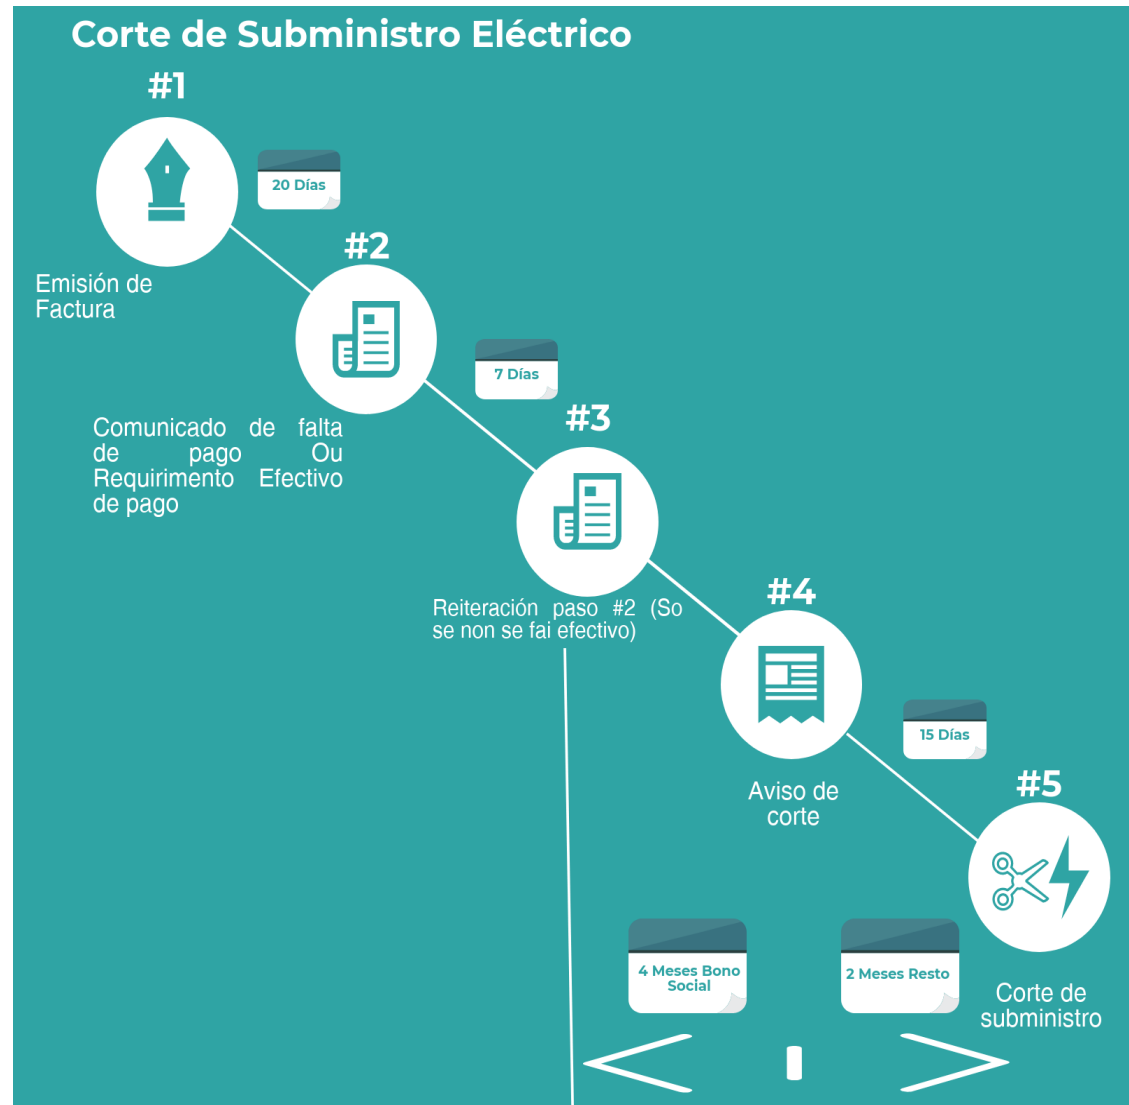 Corte de Subministro Eléctrico
#1
20 Días
Emisión de
Factura
#2
7 Días
Comunicado de falta
de pago Ou
Requirimento Efectivo
de pago
#3
Reiteración paso #2 (So
se non se fai efectivo)
#4
15 Días
Aviso de
corte
#5
4 Meses Bono
Social
2 Meses Resto
Corte de
subministro